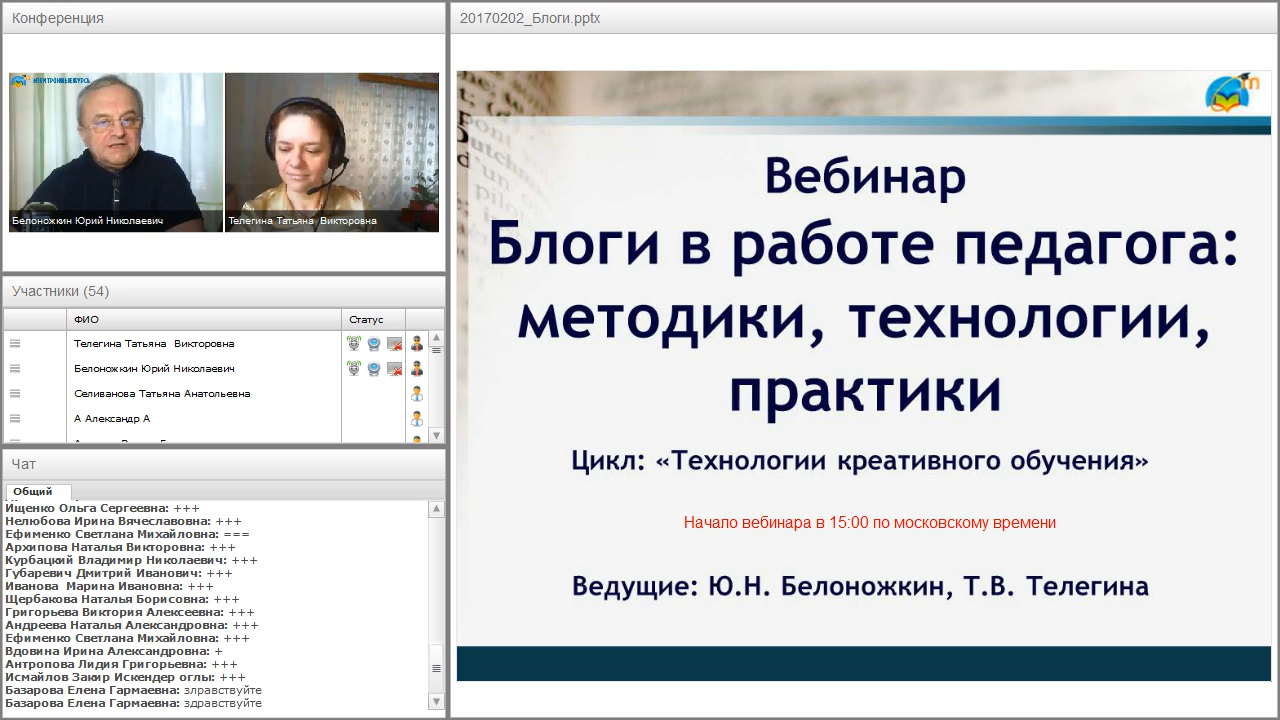 Конференция
ЭЛЕКТРОННЫЕ КУРСЫ
Белоножкин Юрий Николаевич
Телегина Татьяна Викторовна
Участники (54)
ФИО Статус
Телегина Татьяна Викторовна
Белоножкин Юрий Николаевич
Селиванова Татьяна Анатольевна
А Александр А
Чат
Общий
Ищенко Ольга Сергеевна: +++
Нелюбова Ирина Вячеславовна: +++
Ефименко Светлана Михайловна: ===
Архипова Наталья Викторовна: +++
Курбацкий Владимир Николаевич: +++
Губаревич Дмитрий Иванович: +++
Иванова Марина Ивановна: +++
Щербакова Наталья Борисовна: +++
Григорьева Виктория Алексеевна: +++
Андреева Наталья Александровна: +++
Ефименко Светлана Михайловна: +++
Вдовина Ирина Александровна: +
Антропова Лидия Григорьевна: +++
Исмайлов Закир Искендер оглы: +++
Базарова Елена Гармаевна: злравствуйте
Базарова Елена Гармаевна: здравствуйте
20170202_Блоги.pptx
Вебинар
Блоги в работе педагога:
методики, технологии,
практики
Цикл: «Технологии креативного обучения»
Начало вебинара в 15:00 по московскому времени
Ведущие: Ю.Н. Белоножкин, Т.В. Телегина